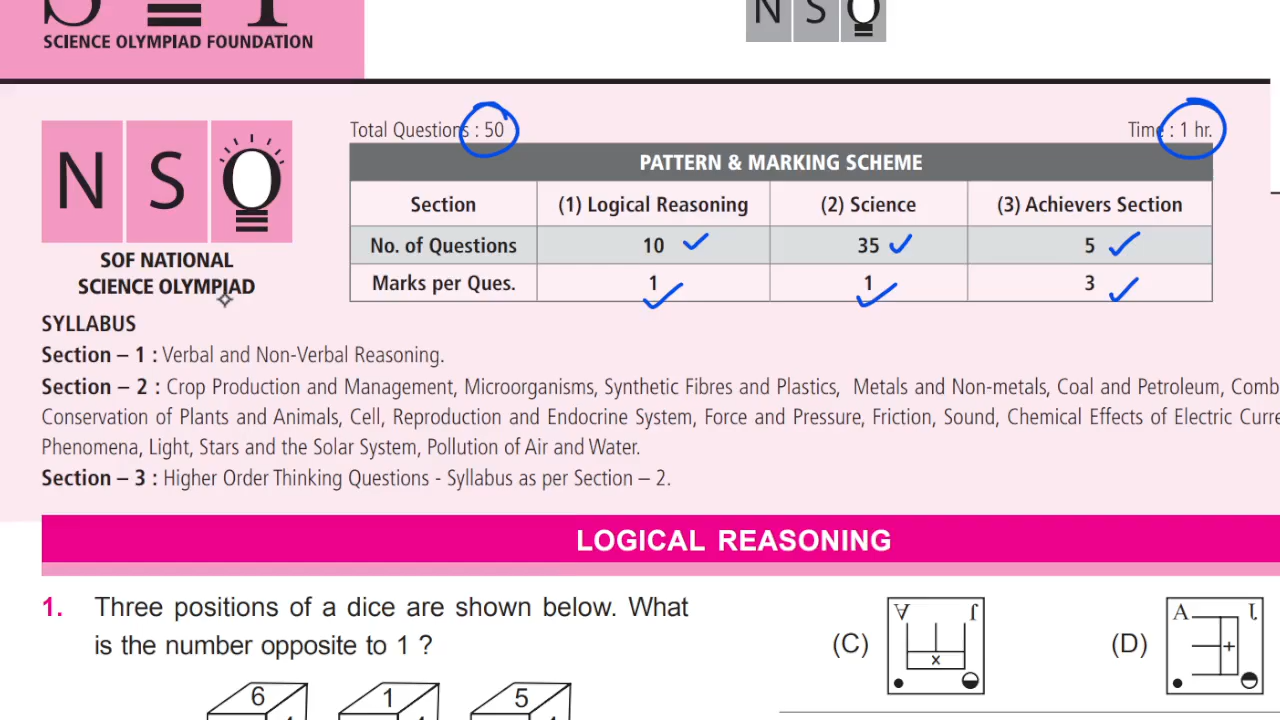 SCIENCE OLYMPIAD FOUNDATION
N S O
N S O
SOF NATIONAL
SCIENCE OLYMPIAD
Total Questions : 50
Time : 1 hr.
PATTERN & MARKING SCHEME
Section (1) Logical Reasoning (2) Science (3) Achievers Section
No. of Questions 10 35 5
Marks per Ques. 1 1 3
SYLLABUS
Section – 1 : Verbal and Non-Verbal Reasoning.
Section – 2 : Crop Production and Management, Microorganisms, Synthetic Fibres and Plastics, Metals and Non-metals, Coal and Petroleum, Comb
Conservation of Plants and Animals, Cell, Reproduction and Endocrine System, Force and Pressure, Friction, Sound, Chemical Effects of Electric Curre
Phenomena, Light, Stars and the Solar System, Pollution of Air and Water.
Section – 3 : Higher Order Thinking Questions - Syllabus as per Section – 2.
LOGICAL REASONING
1. Three positions of a dice are shown below. What
is the number opposite to 1 ?
6 1 5
(C)
(D) A